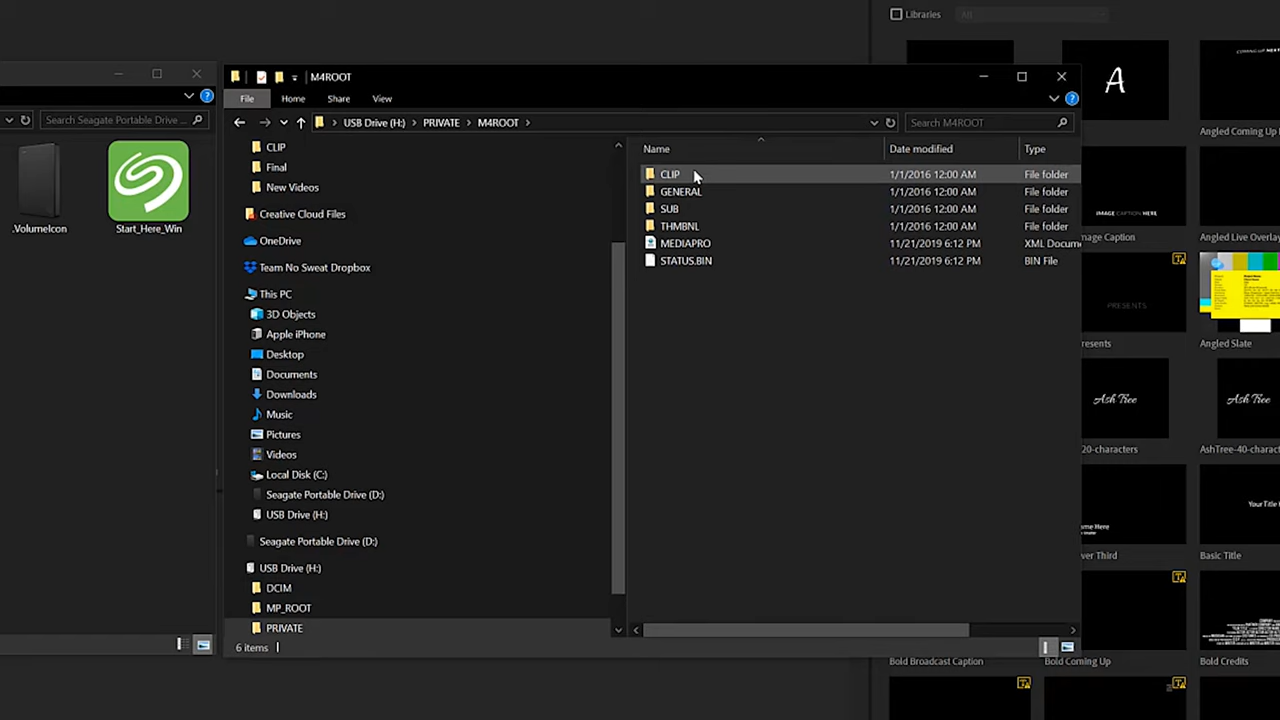 Libraries
All
M4ROOT
File
Home
Share
View
Search Seagate Portable Drive ...
USB Drive (H:)
PRIVATE
M4ROOT
Search M4ROOT
.VolumeIcon
Start_Here_Win
CLIP
Final
New Videos
Creative Cloud Files
OneDrive
Team No Sweat Dropbox
This PC
3D Objects
Apple iPhone
Desktop
Documents
Downloads
Music
Pictures
Videos
Local Disk (C:)
Seagate Portable Drive (D:)
USB Drive (H:)
Seagate Portable Drive (D:)
USB Drive (H:)
DCIM
MP_ROOT
PRIVATE
6 items
Name Date modified Type
CLIP 1/1/2016 12:00 AM File folder
GENERAL 1/1/2016 12:00 AM File folder
SUB 1/1/2016 12:00 AM File folder
THMBNL 1/1/2016 12:00 AM File folder
MEDIAPRO 11/21/2019 6:12 PM XML Docum
STATUS.BIN 11/21/2019 6:12 PM BIN File
A
COMING UP NEX
Angled Coming Up
IMAGE CAPTION HERE
Image Caption
Angled Live Overlay
PRESENTS
resents
Angled Slate
Ash Tree
Ash Tree
20-characters
AshTree-40-charact
ome Here
Your Title
ver Third
Basic Title
Bold Broadcast Caption
Bold Coming Up
Bold Credits